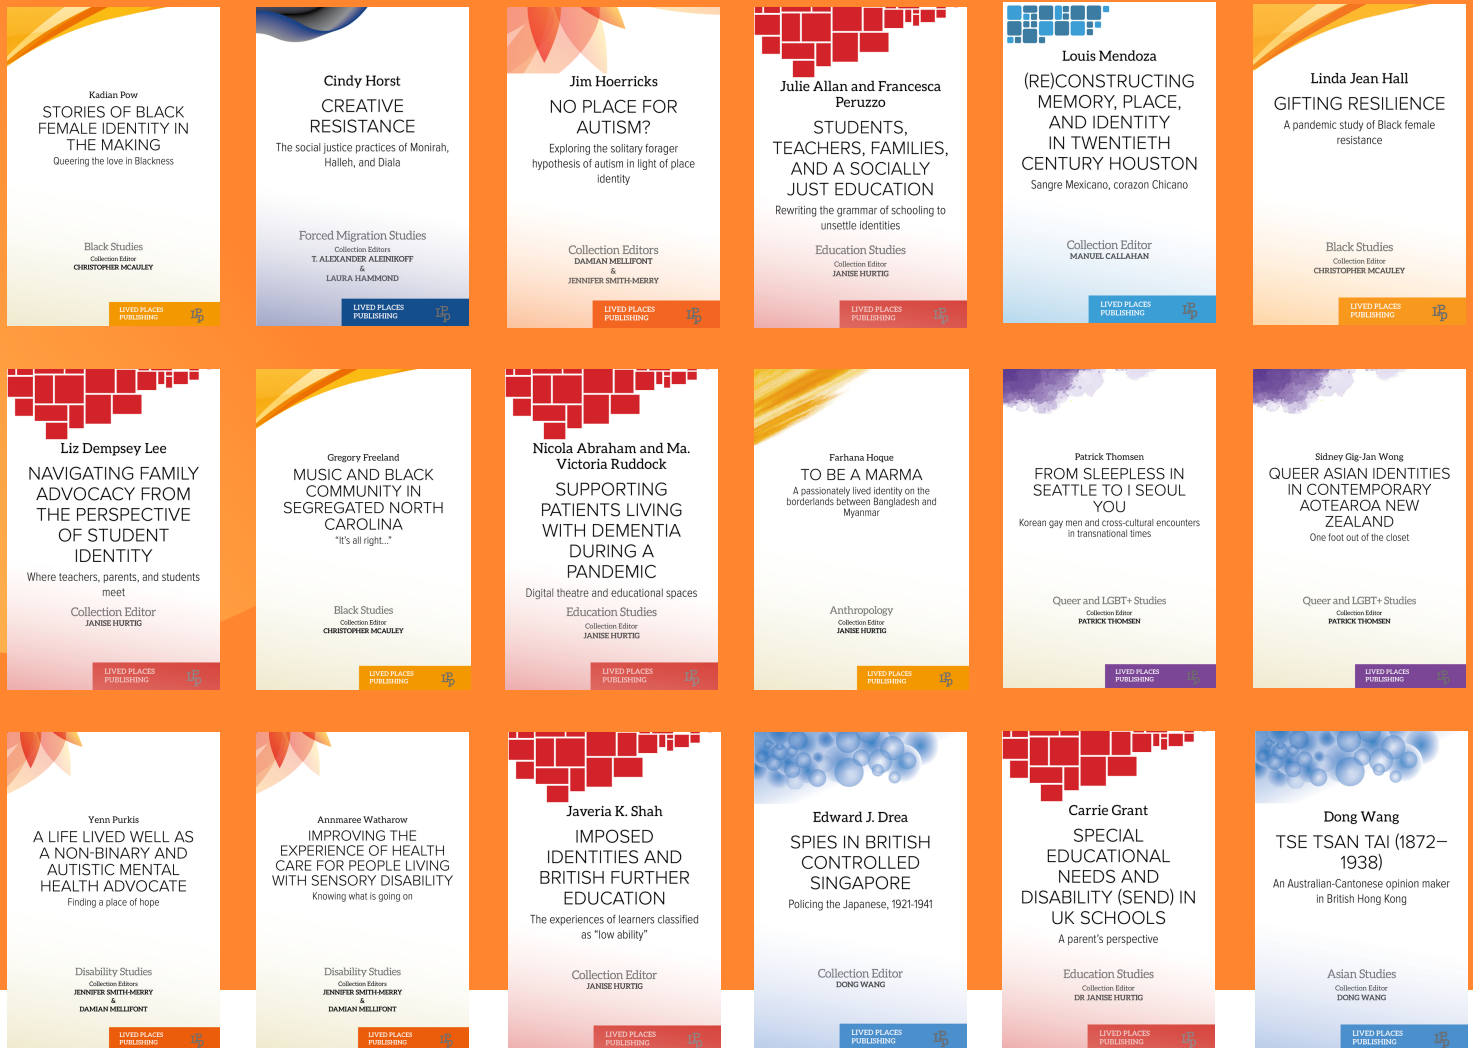 Kadian Pow
STORIES OF BLACK
FEMALE IDENTITY IN
THE MAKING
Queering the love in Blackness
Black Studies
Collection Editor
CHRISTOPHER MCAULEY
LIVED PLACES
PUBLISHING
Cindy Horst
CREATIVE
RESISTANCE
The social justice practices of Monirah,
Halleh, and Diala
Forced Migration Studies
Collection Editors
T. ALEXANDER ALEINIKOFF
&
LAURA HAMMOND
LIVED PLACES
PUBLISHING
Jim Hoerricks
NO PLACE FOR
AUTISM?
Exploring the solitary forager
hypothesis of autism in light of place
identity
Collection Editors
DAMIAN MELLIFONT
&
JENNIFER SMITH-MERRY
LIVED PLACES
PUBLISHING
Julie Allan and Francesca
Peruzzo
STUDENTS,
TEACHERS, FAMILIES,
AND A SOCIALLY
JUST EDUCATION
Rewriting the grammar of schooling to
unsettle identities
Education Studies
Collection Editor
JANISE HURTIG
LIVED PLACES
PUBLISHING
Louis Mendoza
(RE)CONSTRUCTING
MEMORY, PLACE,
AND IDENTITY
IN TWENTIETH
CENTURY HOUSTON
Sangre Mexicano, corazon Chicano
Collection Editor
MANUEL CALLAHAN
LIVED PLACES
PUBLISHING
Linda Jean Hall
GIFTING RESILIENCE
A pandemic study of Black female
resistance
Black Studies
Collection Editor
CHRISTOPHER MCAULEY
LIVED PLACES
PUBLISHING
Liz Dempsey Lee
NAVIGATING FAMILY
ADVOCACY FROM
THE PERSPECTIVE
OF STUDENT
IDENTITY
Where teachers, parents, and students
meet
Collection Editor
JANISE HURTIG
LIVED PLACES
PUBLISHING
Gregory Freeland
MUSIC AND BLACK
COMMUNITY IN
SEGREGATED NORTH
CAROLINA
“It’s all right...”
Black Studies
Collection Editor
CHRISTOPHER MCAULEY
LIVED PLACES
PUBLISHING
Nicola Abraham and Ma.
Victoria Ruddock
SUPPORTING
PATIENTS LIVING
WITH DEMENTIA
DURING A
PANDEMIC
Digital theatre and educational spaces
Education Studies
Collection Editor
JANISE HURTIG
LIVED PLACES
PUBLISHING
Farhana Hoque
TO BE A MARMA
A passionately lived identity on the
borderlands between Bangladesh and
Myanmar
Anthropology
Collection Editor
JANISE HURTIG
LIVED PLACES
PUBLISHING
Patrick Thomsen
FROM SLEEPLESS IN
SEATTLE TO I SEOUL
YOU
Korean gay men and cross-cultural encounters
in transnational times
Queer and LGBT+ Studies
Collection Editor
PATRICK THOMSEN
LIVED PLACES
PUBLISHING
Sidney Gig-Jan Wong
QUEER ASIAN IDENTITIES
IN CONTEMPORARY
AOTEAROA NEW
ZEALAND
One foot out of the closet
Queer and LGBT+ Studies
Collection Editor
PATRICK THOMSEN
LIVED PLACES
PUBLISHING
Yenn Purkis
A LIFE LIVED WELL AS
A NON-BINARY AND
AUTISTIC MENTAL
HEALTH ADVOCATE
Finding a place of hope
Disability Studies
Collection Editors
JENNIFER SMITH-MERRY
&
DAMIAN MELLIFONT
LIVED PLACES
PUBLISHING
Annmaree Watharow
IMPROVING THE
EXPERIENCE OF HEALTH
CARE FOR PEOPLE LIVING
WITH SENSORY DISABILITY
Knowing what is going on
Disability Studies
Collection Editors
JENNIFER SMITH-MERRY
&
DAMIAN MELLIFONT
LIVED PLACES
PUBLISHING
Javeria K. Shah
IMPOSED
IDENTITIES AND
BRITISH FURTHER
EDUCATION
The experiences of learners classified
as “low ability”
Collection Editor
JANISE HURTIG
LIVED PLACES
PUBLISHING
Edward J. Drea
SPIES IN BRITISH
CONTROLLED
SINGAPORE
Policing the Japanese, 1921-1941
Collection Editor
DONG WANG
LIVED PLACES
PUBLISHING
Carrie Grant
SPECIAL
EDUCATIONAL
NEEDS AND
DISABILITY (SEND) IN
UK SCHOOLS
A parent’s perspective
Education Studies
Collection Editor
DR JANISE HURTIG
LIVED PLACES
PUBLISHING
Dong Wang
TSE TSAN TAI (1872–
1938)
An Australian-Cantonese opinion maker
in British Hong Kong
Asian Studies
Collection Editor
DONG WANG
LIVED PLACES
PUBLISHING